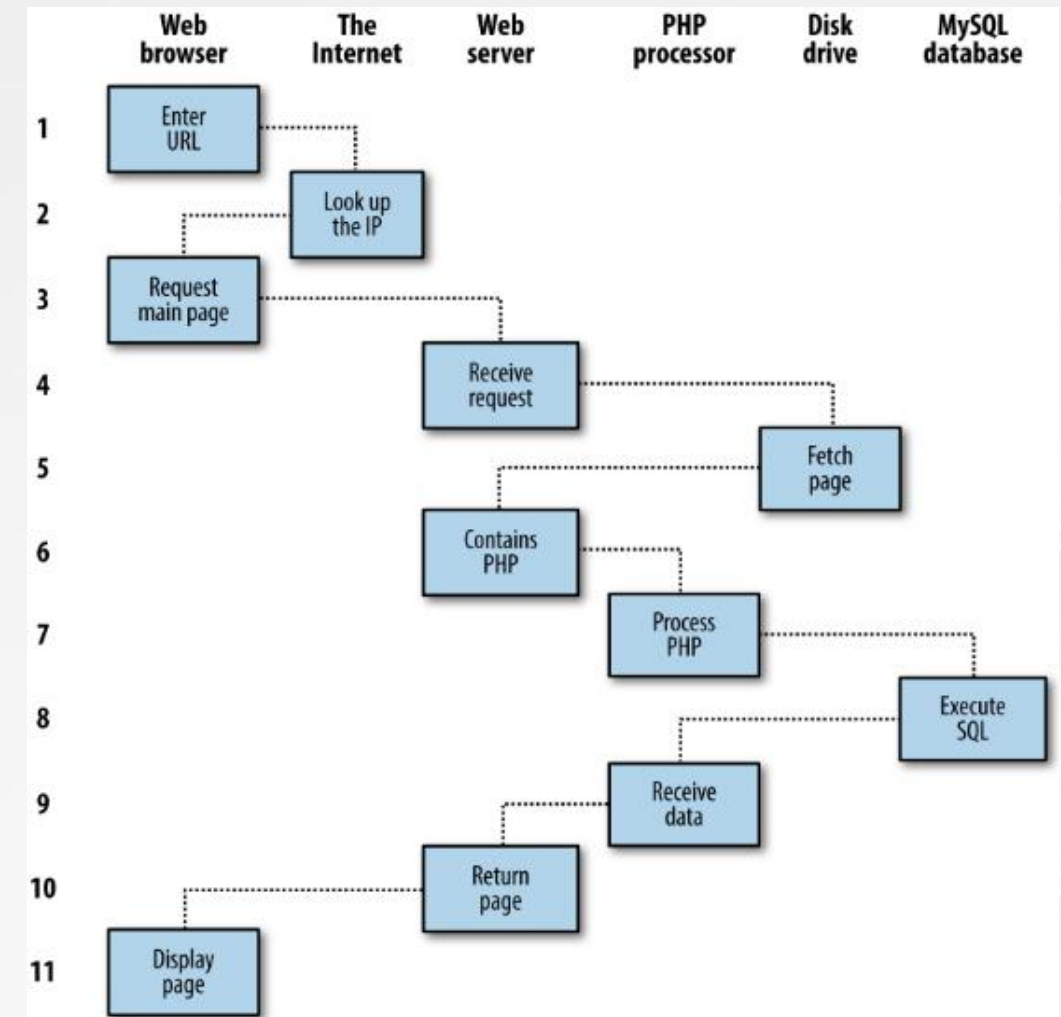 Web The Web PHP Disk MySQL
browser Internet server processor drive database
1
Enter
URL
2
Look up
the IP
3
Request
main page
4
Receive
request
5
Fetch
page
6
Contains
PHP
7
Process
PHP
8
Execute
SQL
9
Receive
data
10
Return
page
11
Display
page